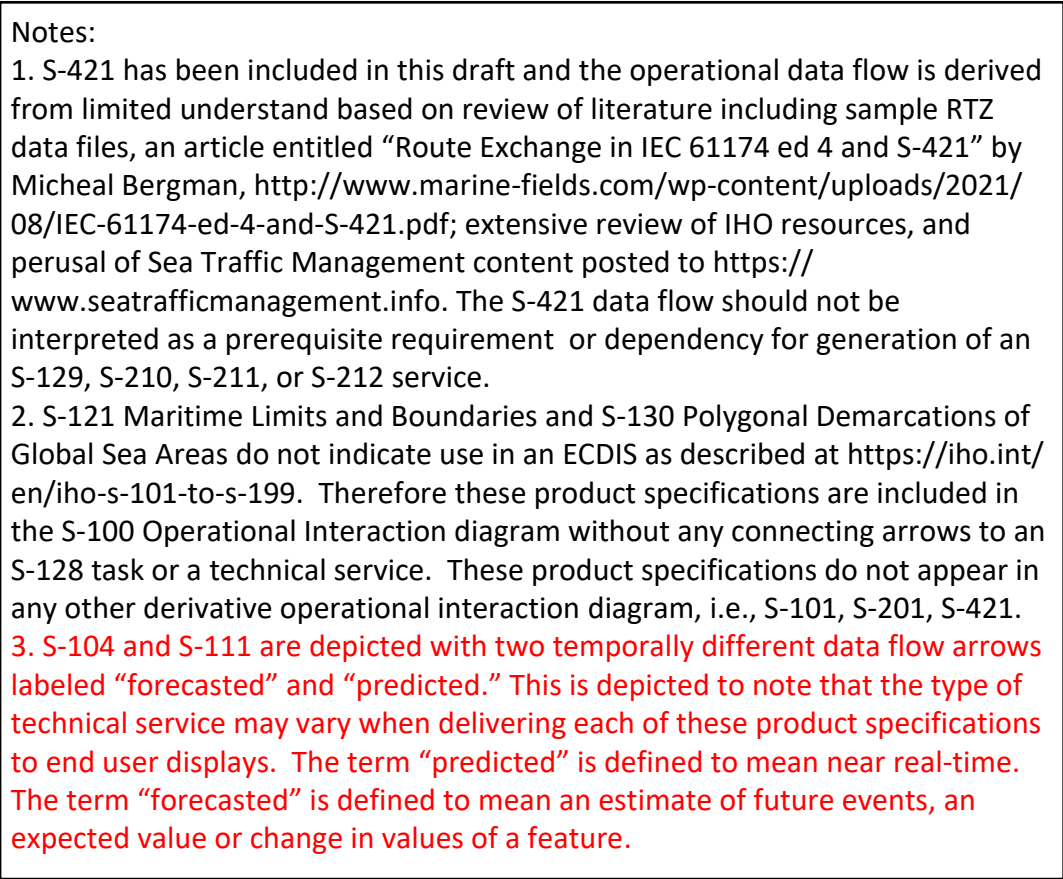 Notes:
1. S-421 has been included in this draft and the operational data flow is derived
from limited understand based on review of literature including sample RTZ
data files, an article entitled “Route Exchange in IEC 61174 ed 4 and S-421” by
Micheal Bergman, http://www.marine-fields.com/wp-content/uploads/2021/
08/IEC-61174-ed-4-and-S-421.pdf; extensive review of IHO resources, and
perusal of Sea Traffic Management content posted to https://
www.seatrafficmanagement.info. The S-421 data flow should not be
interpreted as a prerequisite requirement  or dependency for generation of an
S-129, S-210, S-211, or S-212 service.
2. S-121 Maritime Limits and Boundaries and S-130 Polygonal Demarcations of
Global Sea Areas do not indicate use in an ECDIS as described at https://iho.int/
en/iho-s-101-to-s-199.  Therefore these product specifications are included in
the S-100 Operational Interaction diagram without any connecting arrows to an
S-128 task or a technical service.  These product specifications do not appear in
any other derivative operational interaction diagram, i.e., S-101, S-201, S-421.
3. S-104 and S-111 are depicted with two temporally different data flow arrows
labeled “forecasted” and “predicted.” This is depicted to note that the type of
technical service may vary when delivering each of these product specifications
to end user displays.  The term “predicted” is defined to mean near real-time.
The term “forecasted” is defined to mean an estimate of future events, an
expected value or change in values of a feature.